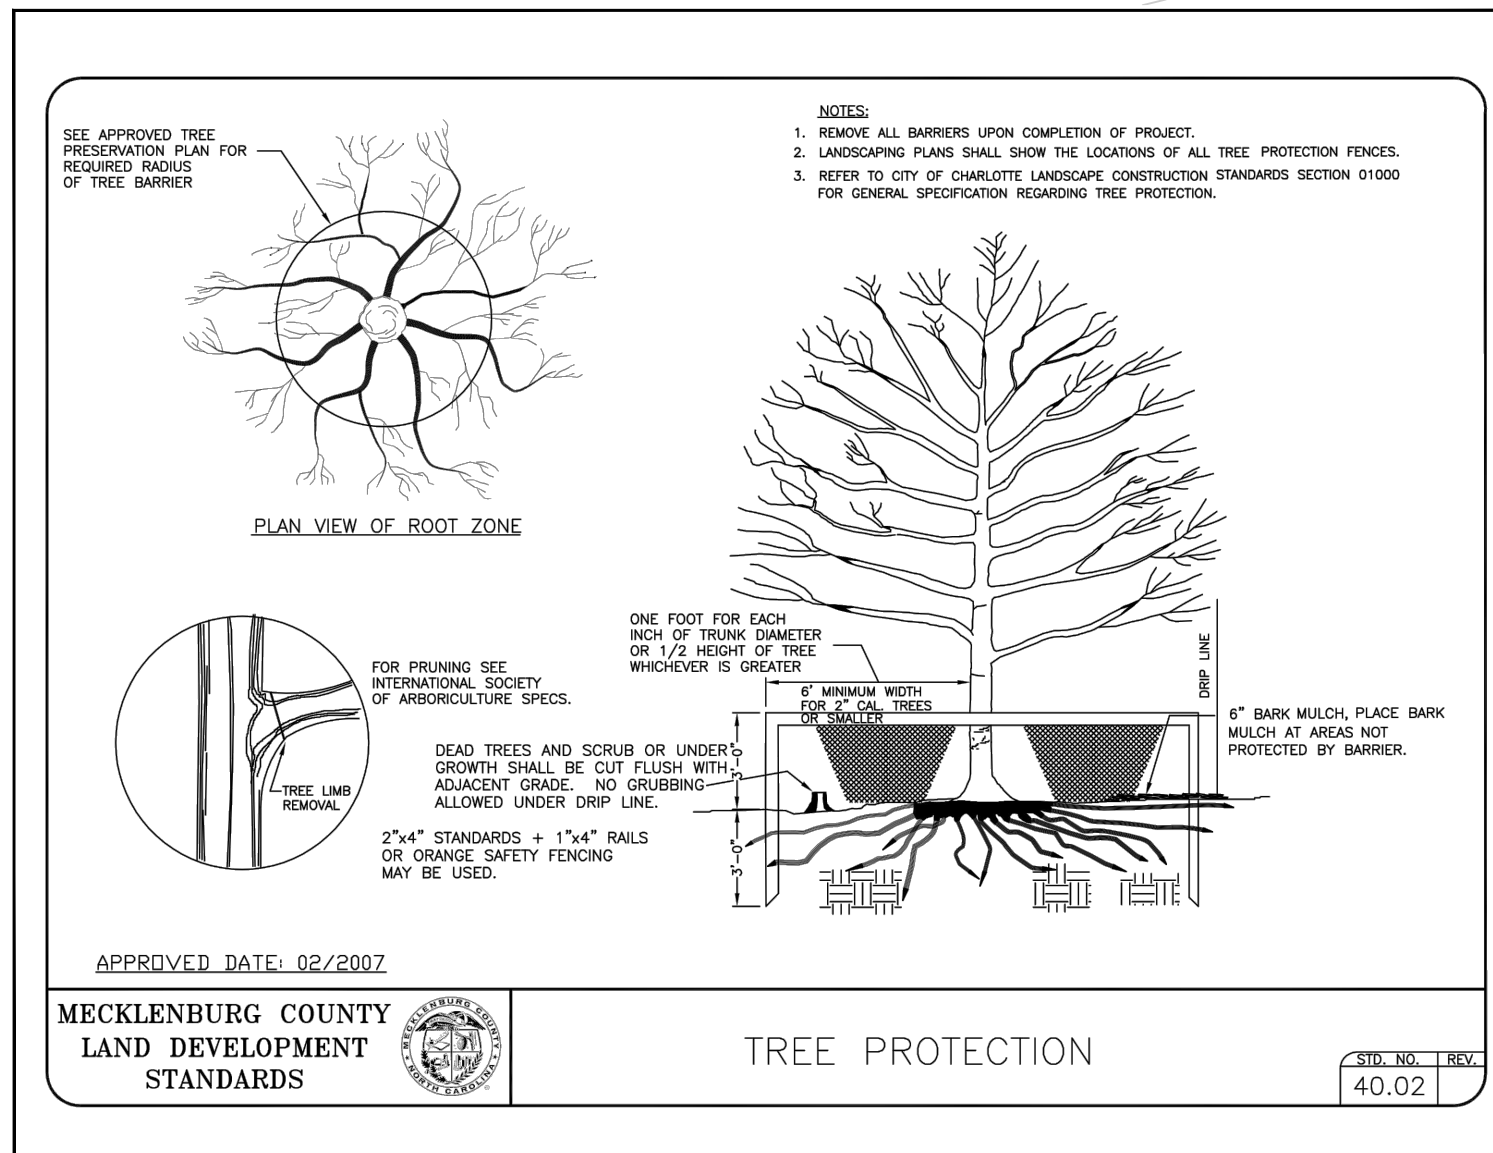 SEE APPROVED TREE
PRESERVATION PLAN FOR
REQUIRED RADIUS
OF TREE BARRIER
NOTES:
1. REMOVE ALL BARRIERS UPON COMPLETION OF PROJECT.
2. LANDSCAPING PLANS SHALL SHOW THE LOCATIONS OF ALL TREE PROTECTION FENCES.
3. REFER TO CITY OF CHARLOTTE LANDSCAPE CONSTRUCTION STANDARDS SECTION 01000
FOR GENERAL SPECIFICATION REGARDING TREE PROTECTION.
PLAN VIEW OF ROOT ZONE
ONE FOOT FOR EACH
INCH OF TRUNK DIAMETER
OR 1/2 HEIGHT OF TREE
WHICHEVER IS GREATER
6' MINIMUM WIDTH
FOR 2" CAL. TREES
OR SMALLER
DRIP LINE
6" BARK MULCH, PLACE BARK
MULCH AT AREAS NOT
PROTECTED BY BARRIER.
FOR PRUNING SEE
INTERNATIONAL SOCIETY
OF ARBORICULTURE SPECS.
TREE LIMB
REMOVAL
DEAD TREES AND SCRUB OR UNDER
GROWTH SHALL BE CUT FLUSH WITH
ADJACENT GRADE. NO GRUBBING
ALLOWED UNDER DRIP LINE.
3'-0"
3'-0"
2"x4" STANDARDS + 1"x4" RAILS
OR ORANGE SAFETY FENCING
MAY BE USED.
APPROVED DATE: 02/2007
MECKLENBURG COUNTY
LAND DEVELOPMENT
STANDARDS
MECKLENBURG COUNTY
NORTH CAROLINA
TREE PROTECTION
STD. NO. REV.
40.02